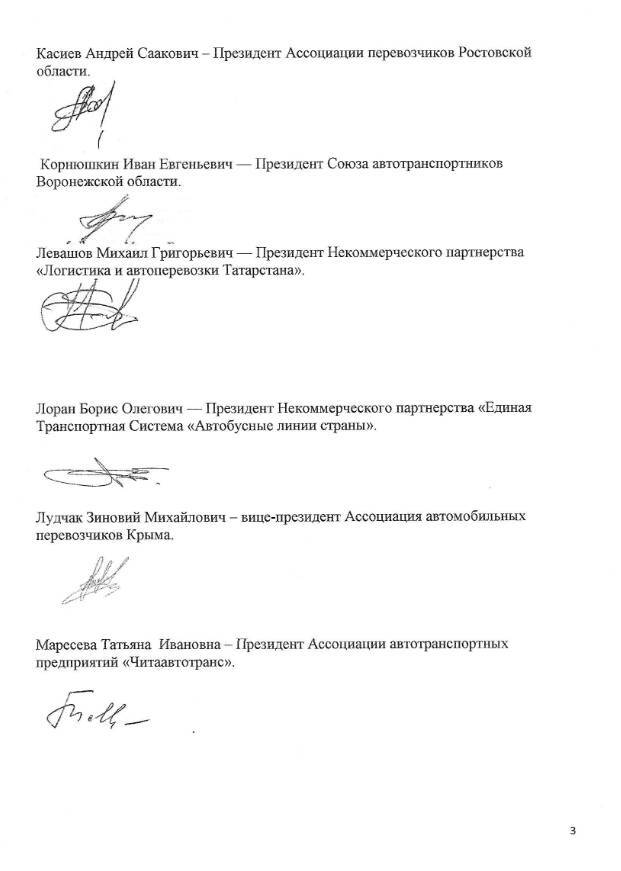 Касиев Андрей Саакович – Президент Ассоциации перевозчиков Ростовской
области.
Корнюшкин Иван Евгеньевич — Президент Союза автотранспортников
Воронежской области.
Левашов Михаил Григорьевич — Президент Некоммерческого партнерства
«Логистика и автоперевозки Татарстана».
Лоран Борис Олегович — Президент Некоммерческого партнерства «Единая
Транспортная Система «Автобусные линии страны».
Лудчак Зиновий Михайлович – вице-президент Ассоциация автомобильных
перевозчиков Крыма.
Маресева Татьяна Ивановна – Президент Ассоциации автотранспортных
предприятий «Читаавтотранс».
3